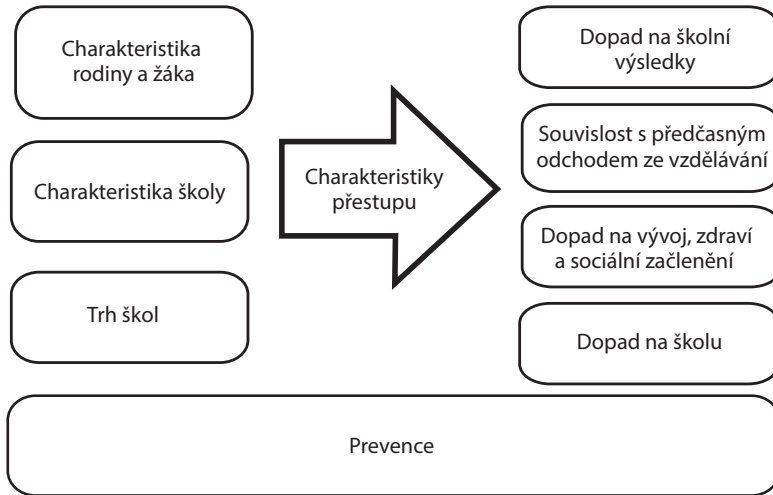 Charakteristika
rodiny a žáka
Charakteristika školy
Trh škol
Charakteristiky
přestupu
Dopad na školní
výsledky
Souvislost s předčasným
odchodem ze vzdělávání
Dopad na vývoj, zdraví
a sociální začlenění
Dopad na školu
Prevence